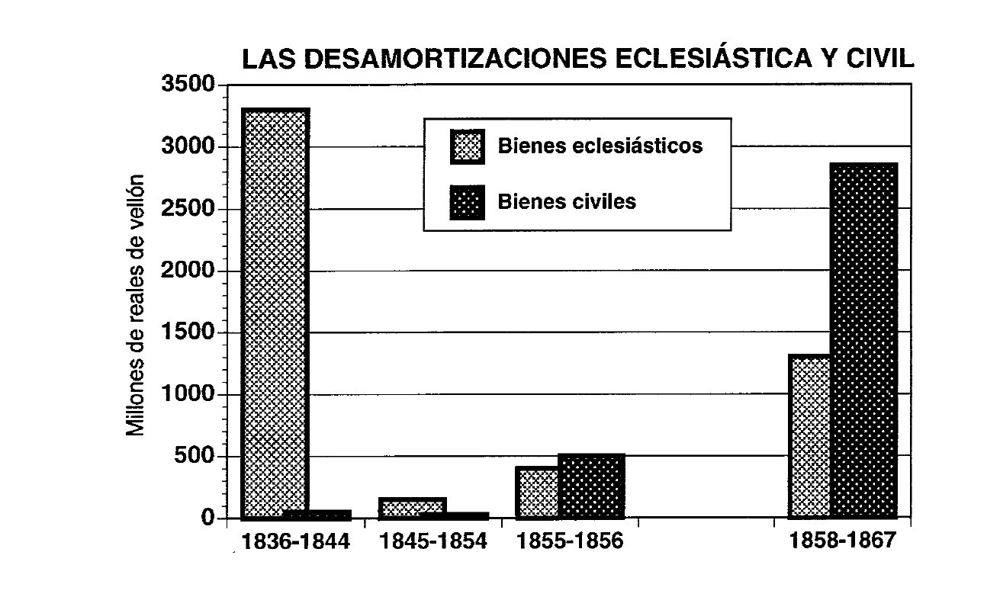 LAS DESAMORTIZACIONES ECLESIÁSTICA Y CIVIL
3500
3000
2500
2000
1500
1000
500
0
Millones de reales de vellón
Bienes eclesiásticos
Bienes civiles
1836-1844 1845-1854 1855-1856 1858-1867